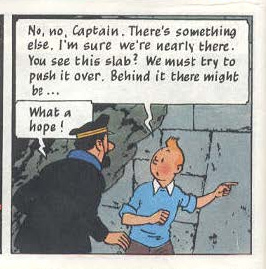 No, no, Captain. There's something
else. I'm sure we're nearly there.
You see this slab? We must try to
push it over. Behind it there might
be ...
What a
hope !